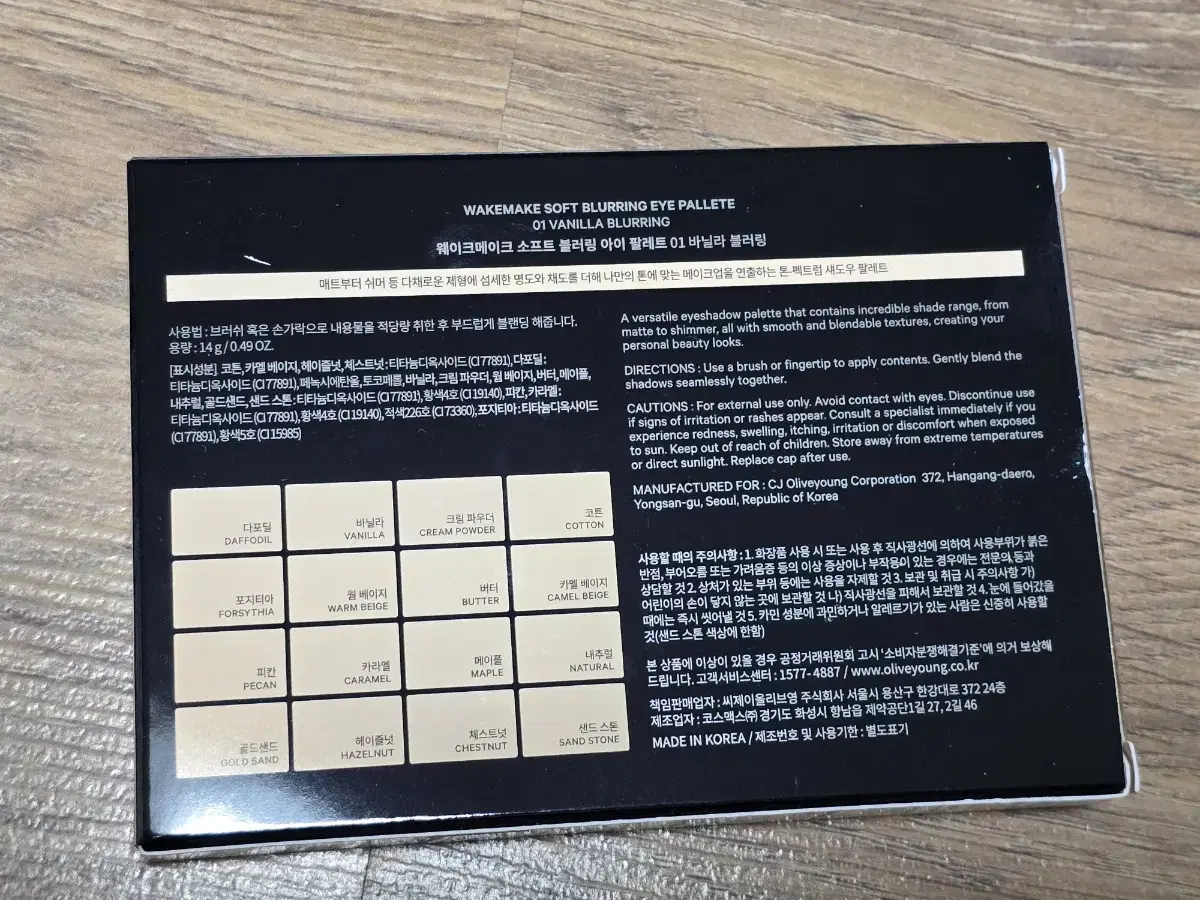 WAKEMAKE SOFT BLURRING EYE PALLETE
01 VANILLA BLURRING
웨이크메이크 소프트 블러링 아이 팔레트 01 바닐라 블러링
매트부터 쉬머 등 다채로운 제형에 섬세한 명도와 채도를 더해 나만의 톤에 맞는 메이크업을 연출하는 톤-펙트럼 섀도우 팔레트
사용법 : 브러쉬 혹은 손가락으로 내용물을 적당량 취한 후 부드럽게 블랜딩 해줍니다.
용량 : 14 g / 0.49 OZ.
[표시성분] 코튼, 카멜 베이지, 헤이즐넛, 체스트넛 : 티타늄디옥사이드 (CI 77891), 다포딜 :
티타늄디옥사이드 (CI 77891), 페녹시에탄올, 토코페롤, 바닐라, 크림 파우더, 웜 베이지, 버터, 메이플,
내추럴, 골드샌드, 샌드 스톤 : 티타늄디옥사이드 (CI 77891), 황색4호 (CI 19140), 피칸, 카라멜 :
티타늄디옥사이드 (CI 77891), 황색4호 (CI 19140), 적색226호 (CI 73360), 포지티아 : 티타늄디옥사이드
(CI 77891), 황색5호 (CI 15985)
A versatile eyeshadow palette that contains incredible shade range, from
matte to shimmer, all with smooth and blendable textures, creating your
personal beauty looks.
DIRECTIONS : Use a brush or fingertip to apply contents. Gently blend the
shadows seamlessly together.
CAUTIONS : For external use only. Avoid contact with eyes. Discontinue use
if signs of irritation or rashes appear. Consult a specialist immediately if you
experience redness, swelling, itching, irritation or discomfort when exposed
to sun. Keep out of reach of children. Store away from extreme temperatures
or direct sunlight. Replace cap after use.
MANUFACTURED FOR : CJ Oliveyoung Corporation 372, Hangang-daero,
Yongsan-gu, Seoul, Republic of Korea
다포딜
DAFFODIL
바닐라
VANILLA
크림 파우더
CREAM POWDER
코튼
COTTON
포지티아
FORSYTHIA
웜 베이지
WARM BEIGE
버터
BUTTER
카멜 베이지
CAMEL BEIGE
피칸
PECAN
카라멜
CARAMEL
메이플
MAPLE
내추럴
NATURAL
골드샌드
GOLD SAND
헤이즐넛
HAZELNUT
체스트넛
CHESTNUT
샌드 스톤
SAND STONE
사용할 때의 주의사항 : 1. 화장품 사용 시 또는 사용 후 직사광선에 의하여 사용부위가 붉은
반점, 부어오름 또는 가려움증 등의 이상 증상이나 부작용이 있는 경우에는 전문의 등과
상담할 것 2. 상처가 있는 부위 등에는 사용을 자제할 것 3. 보관 및 취급 시 주의사항 가)
어린이의 손이 닿지 않는 곳에 보관할 것 나) 직사광선을 피해서 보관할 것 4. 눈에 들어갔을
때에는 즉시 씻어낼 것 5. 카민 성분에 과민하거나 알레르기가 있는 사람은 신중히 사용할
것(샌드 스톤 색상에 한함)
본 상품에 이상이 있을 경우 공정거래위원회 고시 '소비자분쟁해결기준'에 의거 보상해
드립니다. 고객서비스센터 : 1577- 4887 / www.oliveyoung.co.kr
책임판매업자 : 씨제이올리브영 주식회사 서울시 용산구 한강대로 372 24층
제조업자 : 코스맥스㈜ 경기도 화성시 향남읍 제약공단1길 27, 2길 46
MADE IN KOREA / 제조번호 및 사용기한 : 별도표기